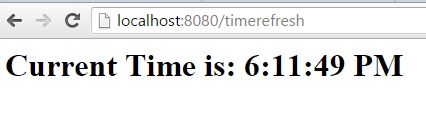 localhost:8080/timerefresh
Current Time is: 6:11:49 PM